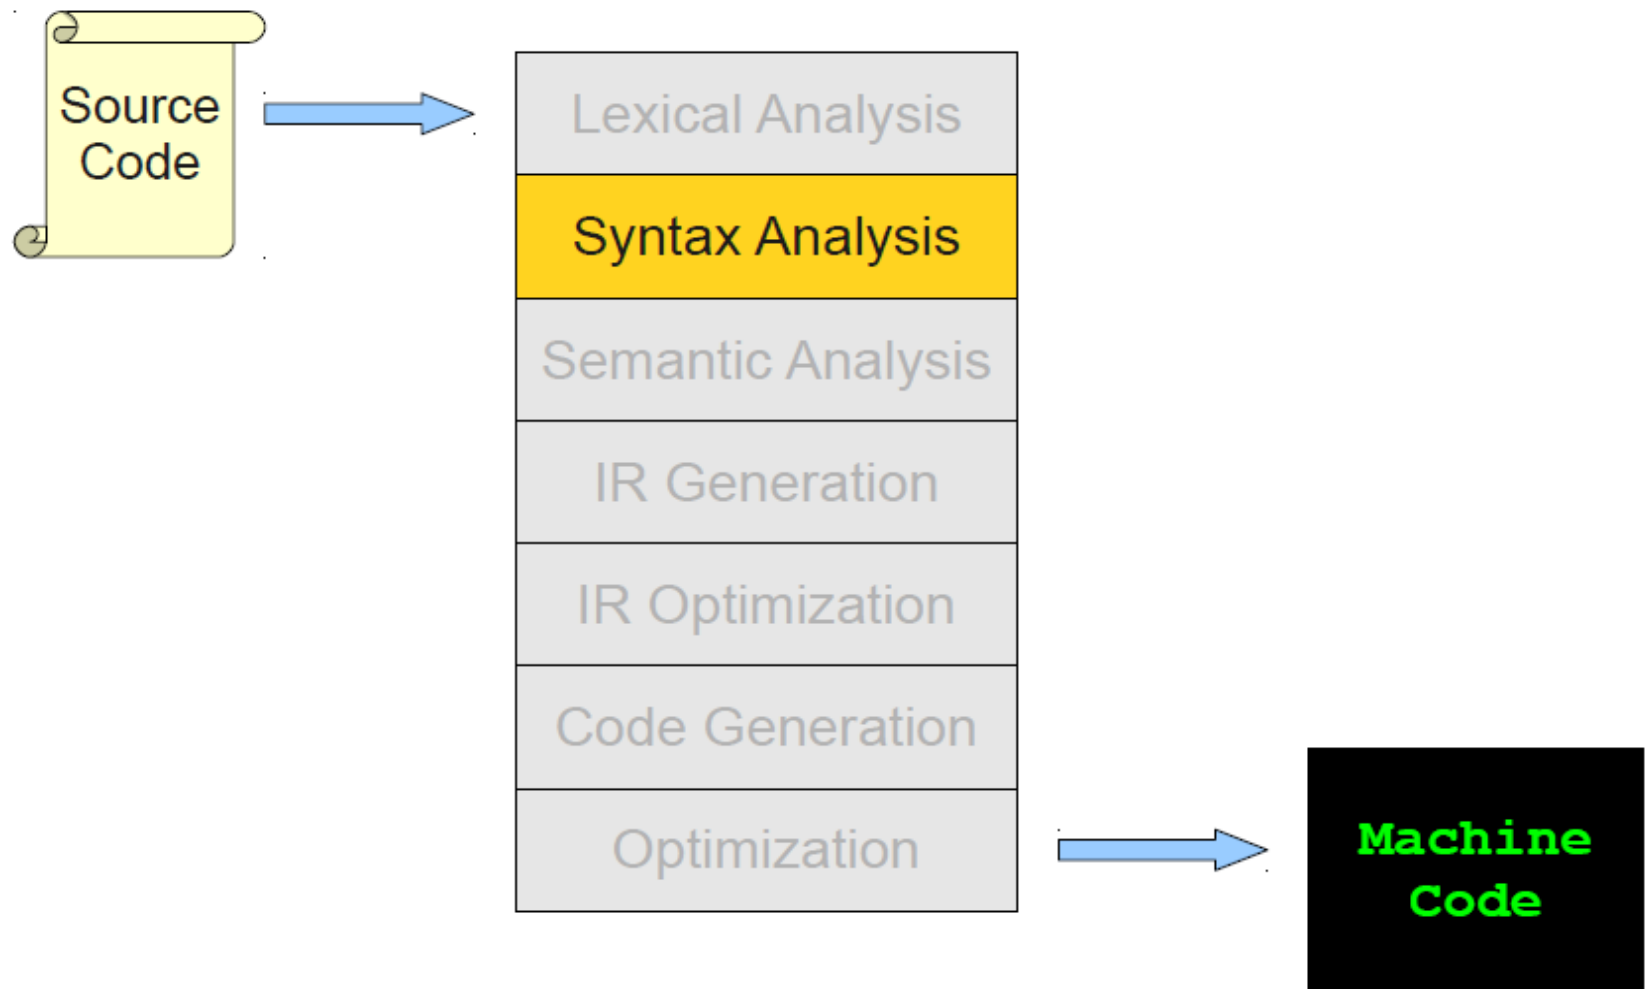 Source
Code
Lexical Analysis
Syntax Analysis
Semantic Analysis
IR Generation
IR Optimization
Code Generation
Optimization
Machine
Code